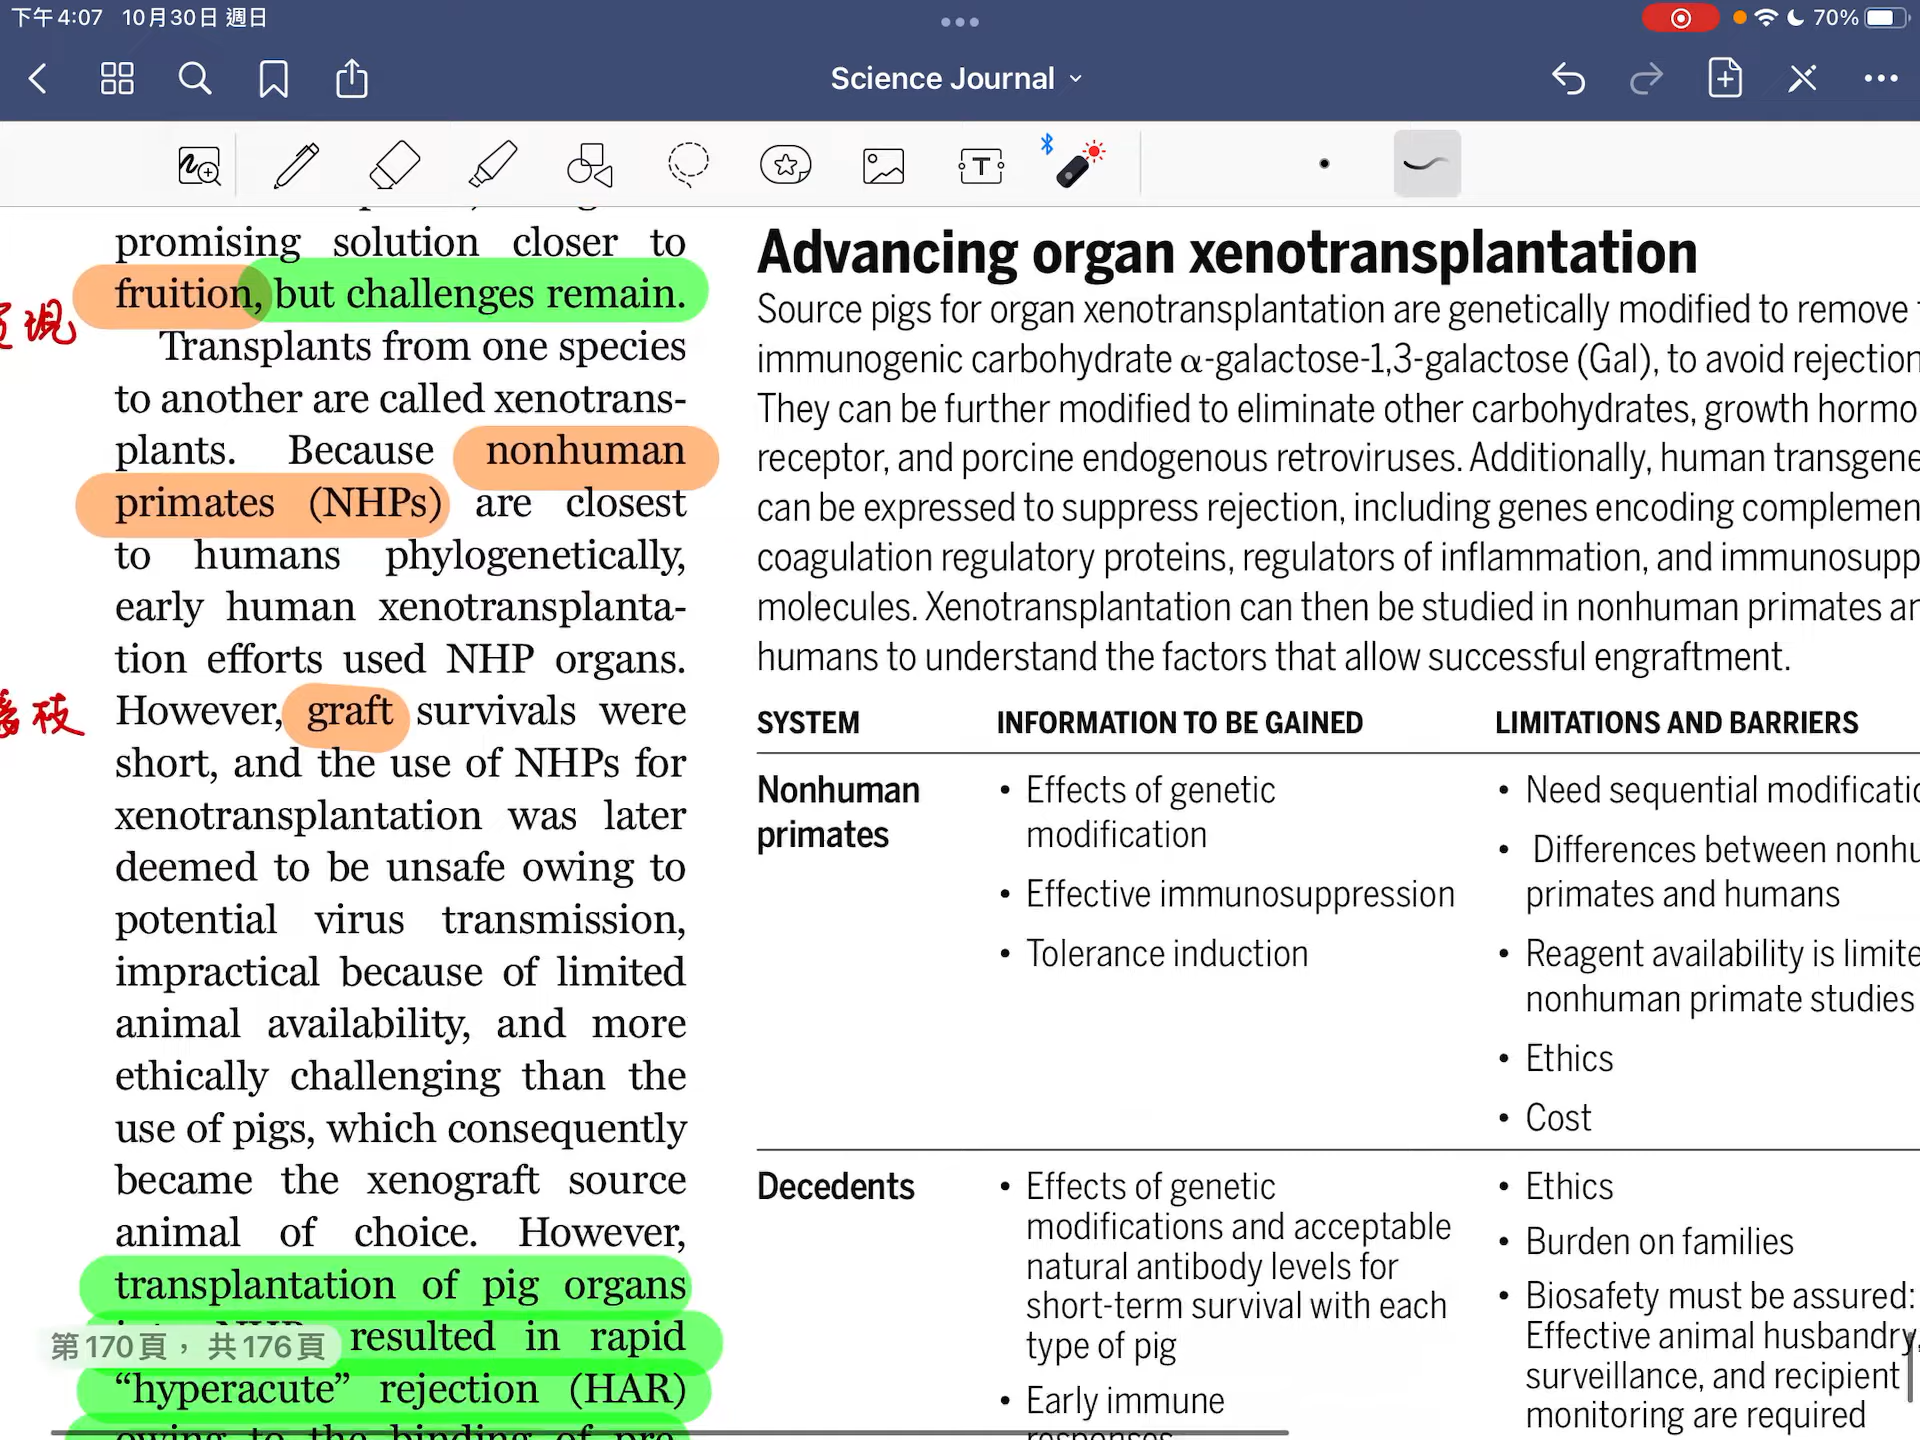 下午4:07 10月30日 週日
70%
Science Journal
T
promising solution closer to
fruition, but challenges remain.
Transplants from one species
to another are called xenotrans-
plants. Because nonhuman
primates (NHPs) are closest
to humans phylogenetically,
early human xenotransplanta-
tion efforts used NHP organs.
However, graft survivals were
short, and the use of NHPs for
xenotransplantation was later
deemed to be unsafe owing to
potential virus transmission,
impractical because of limited
animal availability, and more
ethically challenging than the
use of pigs, which consequently
became the xenograft source
animal of choice. However,
transplantation of pig organs
resulted in rapid
“hyperacute” rejection (HAR)
owing to the binding of pre-
現
枝
第170頁，共176頁
Advancing organ xenotransplantation
Source pigs for organ xenotransplantation are genetically modified to remove
immunogenic carbohydrate α-galactose-1,3-galactose (Gal), to avoid rejection
They can be further modified to eliminate other carbohydrates, growth hormo
receptor, and porcine endogenous retroviruses. Additionally, human transgene
can be expressed to suppress rejection, including genes encoding complemen
coagulation regulatory proteins, regulators of inflammation, and immunosupp
molecules. Xenotransplantation can then be studied in nonhuman primates an
humans to understand the factors that allow successful engraftment.
SYSTEM INFORMATION TO BE GAINED LIMITATIONS AND BARRIERS
Nonhuman
primates
• Effects of genetic
modification
• Effective immunosuppression
• Tolerance induction
• Need sequential modificatio
• Differences between nonhu
primates and humans
• Reagent availability is limite
nonhuman primate studies
• Ethics
• Cost
Decedents
• Effects of genetic
modifications and acceptable
natural antibody levels for
short-term survival with each
type of pig
• Early immune
responses
• Ethics
• Burden on families
• Biosafety must be assured:
Effective animal husbandry,
surveillance, and recipient
monitoring are required